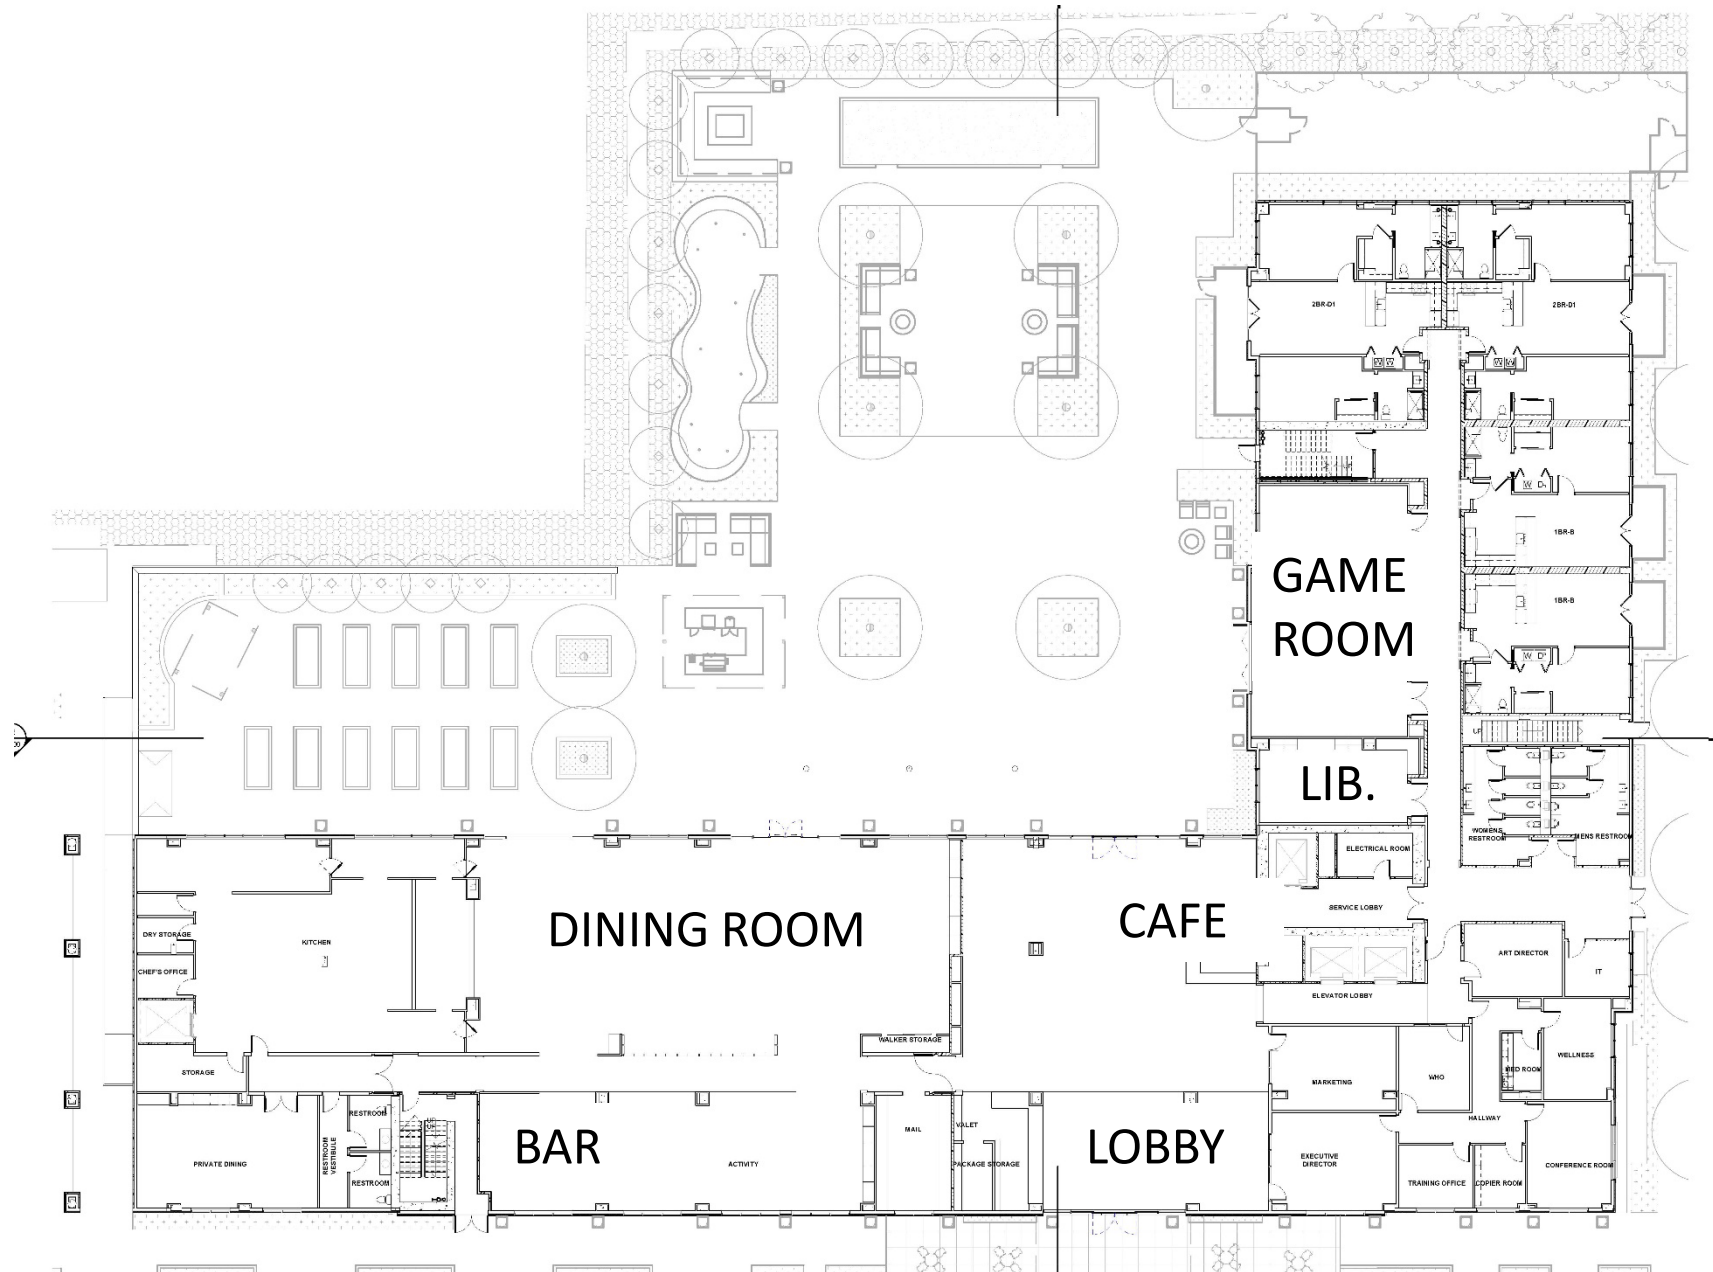 2BR-D1
2BR-D1
W W
W W
W D
1BR-B
GAME
ROOM
1BR-B
W D
UP
LIB.
WOMENS
RESTROOM
MENS RESTROOM
ELECTRICAL ROOM
SERVICE LOBBY
DINING ROOM
CAFE
DRY STORAGE
KITCHEN
CHEF'S OFFICE
ART DIRECTOR
IT
ELEVATOR LOBBY
WALKER STORAGE
STORAGE
MARKETING
WHO
MED ROOM
WELLNESS
RESTROOM
HALLWAY
BAR
MAIL
VALET
LOBBY
PRIVATE DINING
RESTROOM
VESTIBULE
ACTIVITY
PACKAGE STORAGE
EXECUTIVE
DIRECTOR
CONFERENCE ROOM
RESTROOM
TRAINING OFFICE
COPIER ROOM